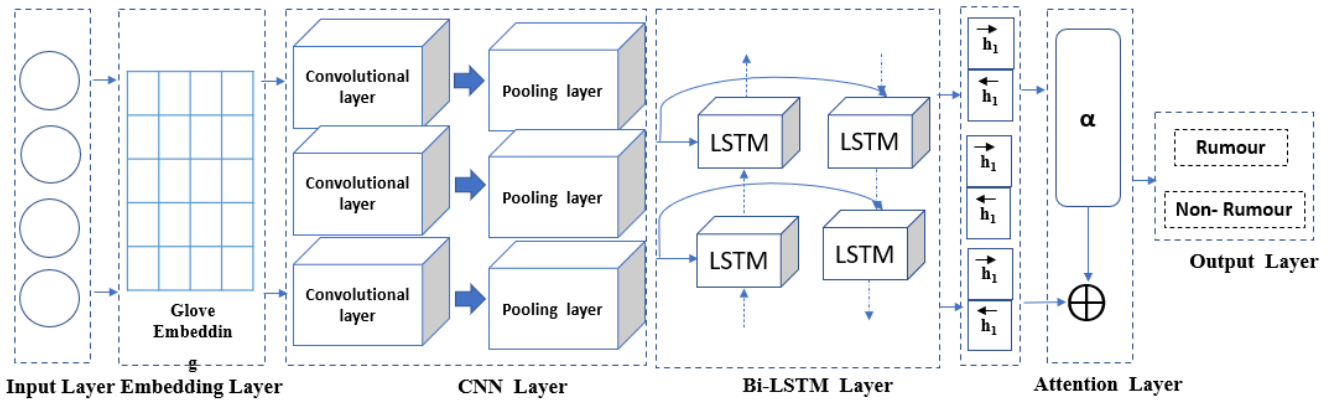 Convolutional
layer
Pooling layer
Convolutional
layer
Pooling layer
Convolutional
layer
Pooling layer
Glove
Embeddin
g
LSTM
LSTM
LSTM
LSTM
h1
h1
h1
h1
h1
h1
α
Rumour
Non- Rumour
Input Layer
Embedding Layer
CNN Layer
Bi-LSTM Layer
Attention Layer
Output Layer